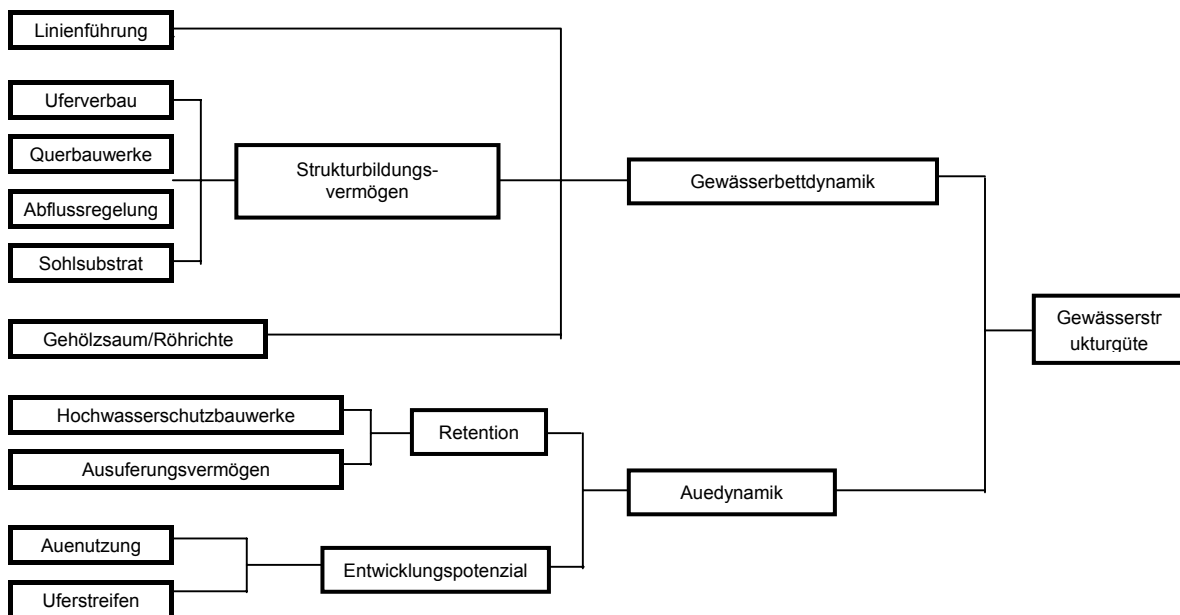 Linienführung
Uferverbau
Querbauwerke
Abflussregelung
Sohlsubstrat
Strukturbildungs-
vermögen
Gewässerbettdynamik
Gehölzsaum/Röhrichte
Gewässerstr
ukturgüte
Hochwasserschutzbauwerke
Ausuferungsvermögen
Retention
Auedynamik
Auenutzung
Uferstreifen
Entwicklungspotenzial